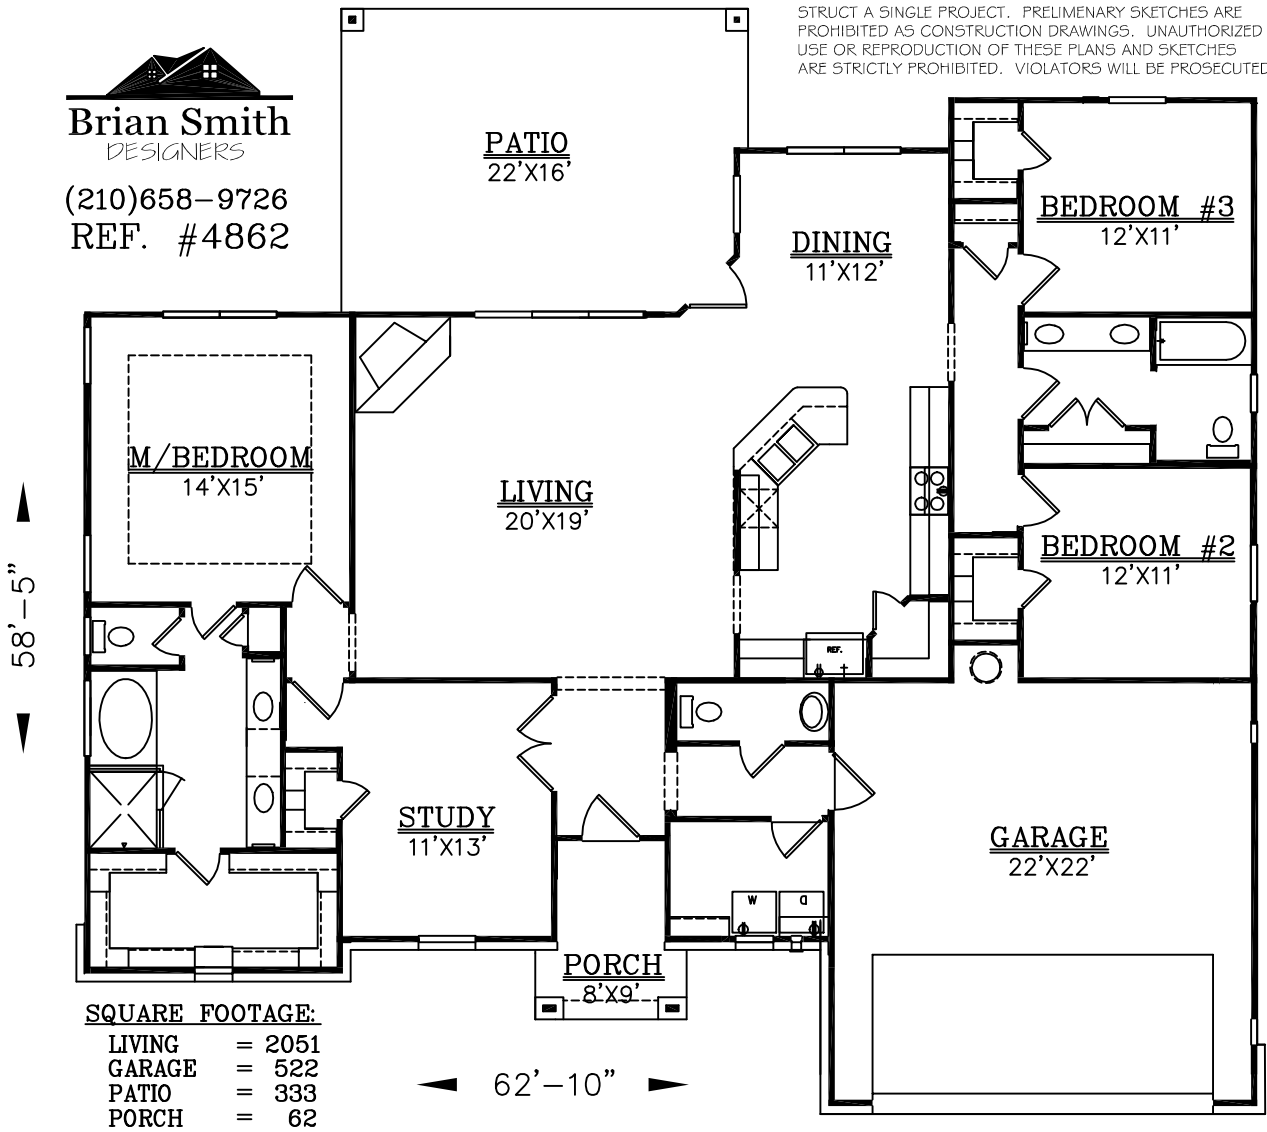 STRUCT A SINGLE PROJECT. PRELIMENARY SKETCHES ARE
PROHIBITED AS CONSTRUCTION DRAWINGS. UNAUTHORIZED
USE OR REPRODUCTION OF THESE PLANS AND SKETCHES
ARE STRICTLY PROHIBITED. VIOLATORS WILL BE PROSECUTED
Brian Smith
DESIGNERS
(210)658-9726
REF. #4862
PATIO
22'X16'
BEDROOM #3
12'X11'
DINING
11'X12'
M/BEDROOM
14'X15'
LIVING
20'X19'
BEDROOM #2
12'X11'
58'-5"
REF.
STUDY
11'X13'
GARAGE
22'X22'
W
D
PORCH
8'X9'
SQUARE FOOTAGE:
LIVING = 2051
GARAGE = 522
PATIO = 333
PORCH = 62
62'-10"